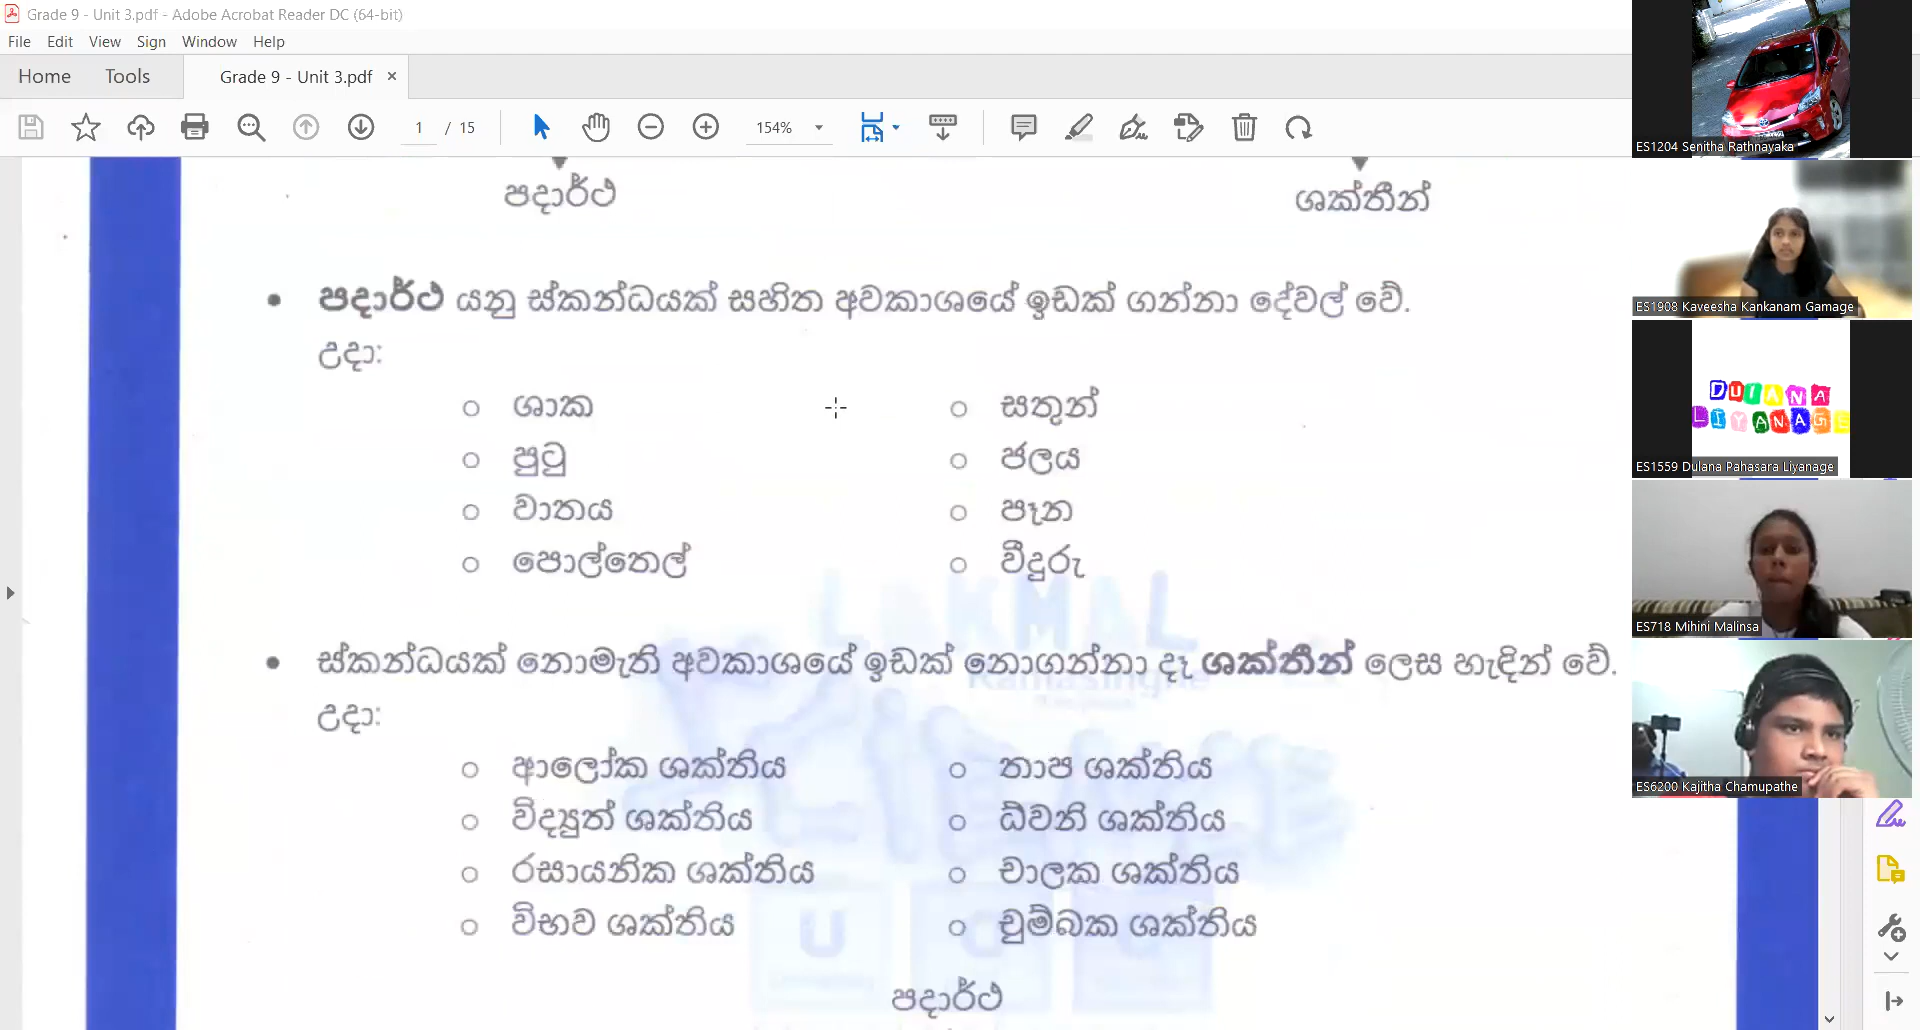 Grade 9 - Unit 3.pdf - Adobe Acrobat Reader DC (64-bit)
File Edit View Sign Window Help
Home Tools Grade 9 - Unit 3.pdf ×
1 / 15 154%
පදාර්ථ ශක්තීන්
• පදාර්ථ යනු ස්කන්ධයක් සහිත අවකාශයේ ඉඩක් ගන්නා දේවල් වේ.
උදා:
o ශාක o සතුන්
o පුටු o ජලය
o වාතය o පෑන
o පොල්තෙල් o වීදුරු
LAKMAL
• ස්කන්ධයක් නොමැති අවකාශයේ ඉඩක් නොගන්නා දෑ ශක්තීන් ලෙස හැඳින් වේ.
Ranasinghe
උදා:
o ආලෝක ශක්තිය o තාප ශක්තිය
o විද්‍යුත් ශක්තිය o ධ්වනි ශක්තිය
o රසායනික ශක්තිය o චාලක ශක්තිය
o විභව ශක්තිය o චුම්බක ශක්තිය
U C
පදාර්ථ
ES1204 Senitha Rathnayaka
ES1908 Kaveesha Kankanam Gamage
DULANA
LIYANAGE
ES1559 Dulana Pahasara Liyanage
ES718 Mihini Malinsa
ES6200 Kajitha Chamupathe